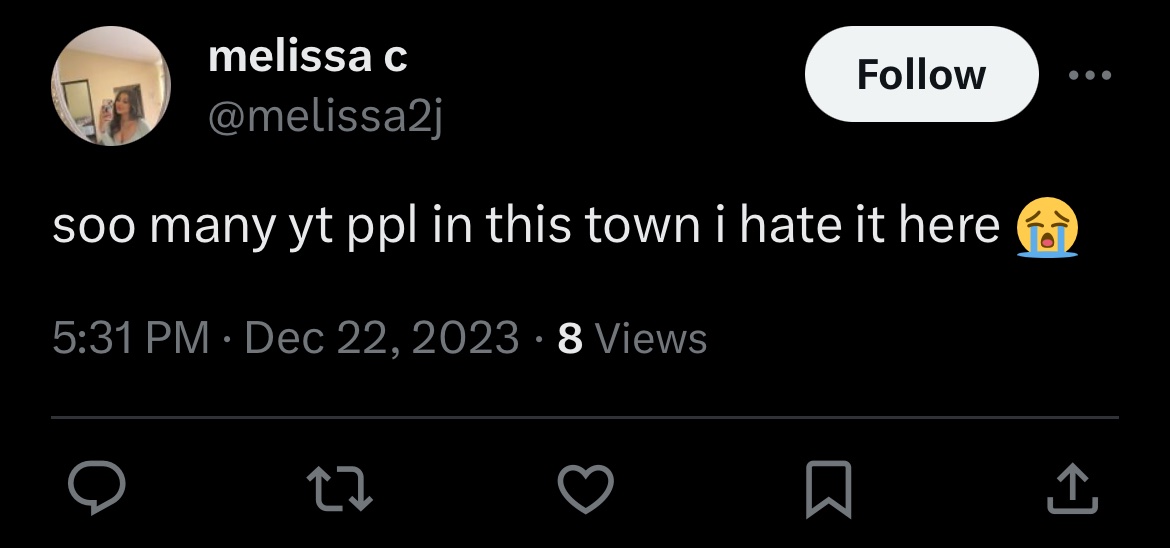 melissa c
Follow
@melissa2j
soo many yt ppl in this town i hate it here 😭
5:31 PM · Dec 22, 2023 · 8 Views